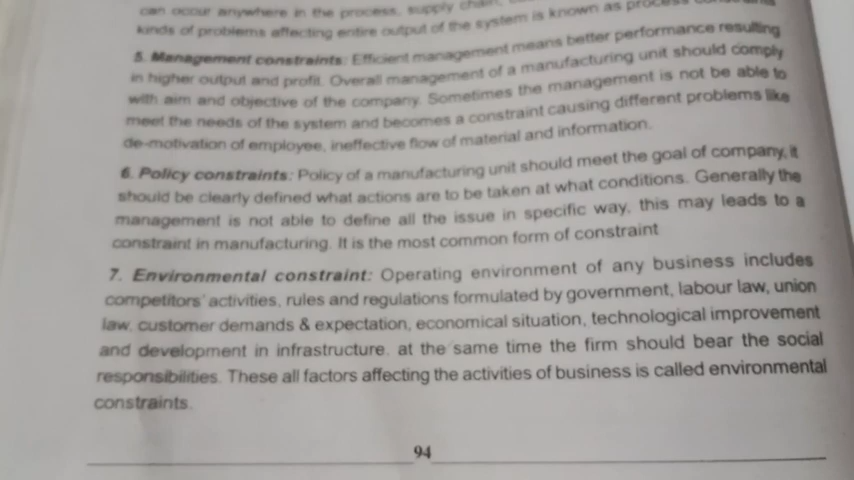 can occur anywhere in the process, supply chain,
kinds of problems affecting entire output of the system is known as process
5. Management constraints: Efficient management means better performance resulting
in higher output and profit. Overall management of a manufacturing unit should comply
with aim and objective of the company. Sometimes the management is not be able to
meet the needs of the system and becomes a constraint causing different problems like
de-motivation of employee, ineffective flow of material and information.
6. Policy constraints: Policy of a manufacturing unit should meet the goal of company, it
should be clearly defined what actions are to be taken at what conditions. Generally the
management is not able to define all the issue in specific way, this may leads to a
constraint in manufacturing. It is the most common form of constraint
7. Environmental constraint: Operating environment of any business includes
competitors' activities, rules and regulations formulated by government, labour law, union
law, customer demands & expectation, economical situation, technological improvement
and development in infrastructure. at the same time the firm should bear the social
responsibilities. These all factors affecting the activities of business is called environmental
constraints.
94